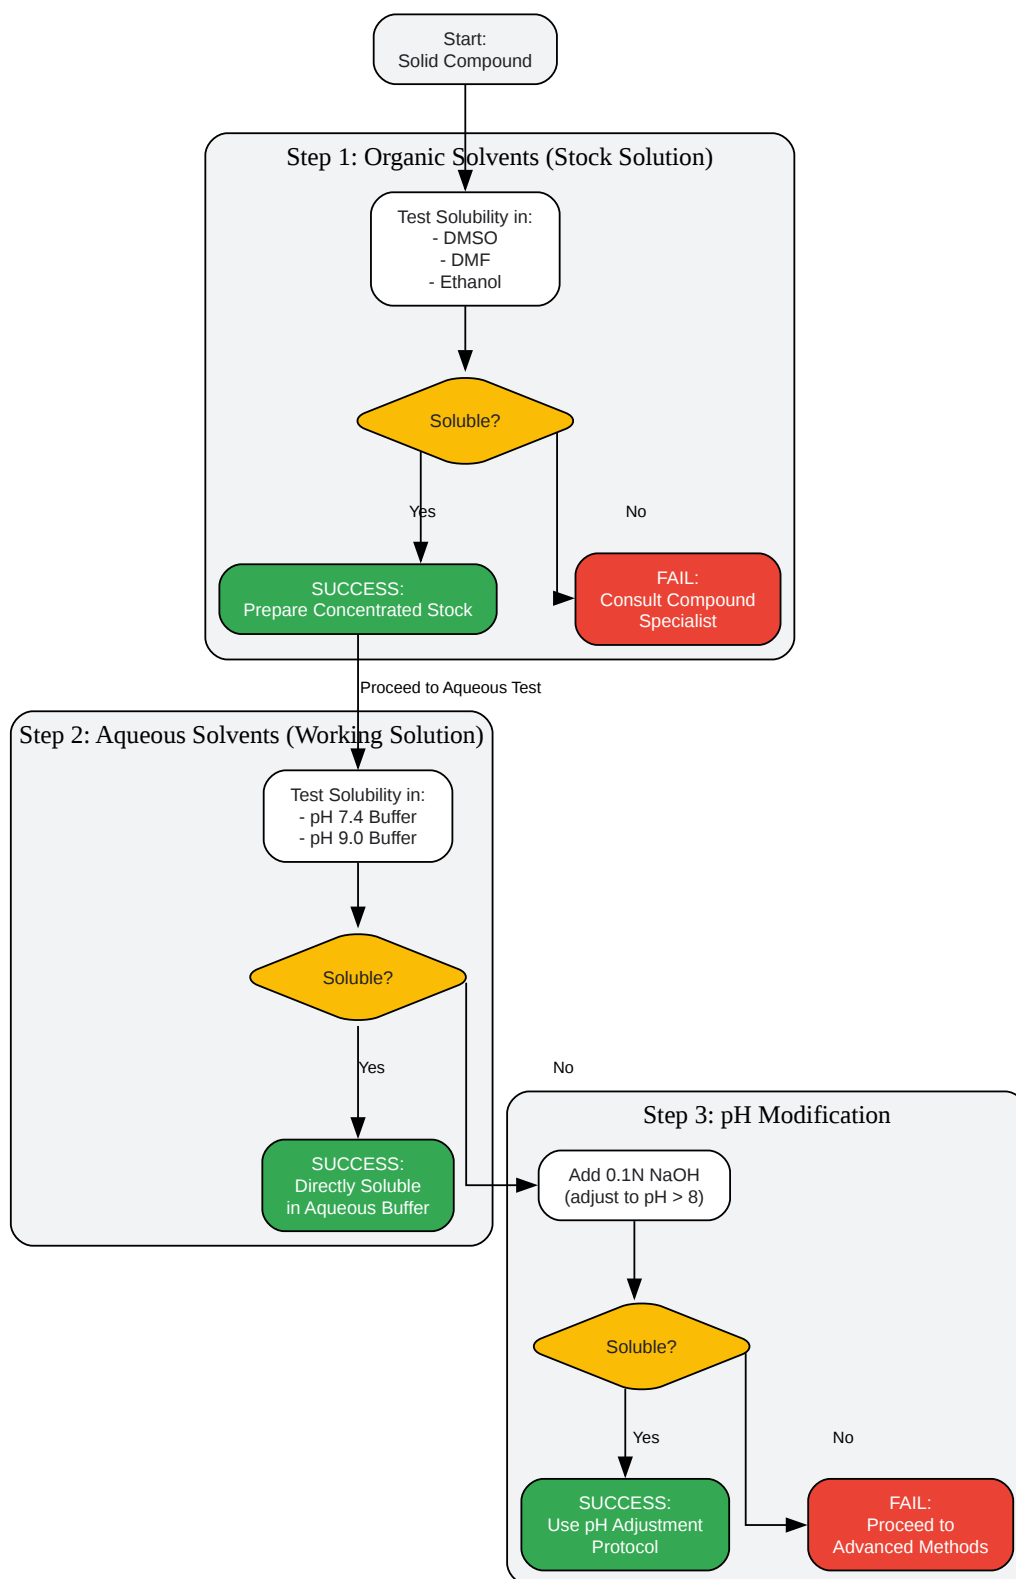 Start:
Solid Compound
Step 1: Organic Solvents (Stock Solution)
Test Solubility in:
- DMSO
- DMF
- Ethanol
Soluble?
Yes
No
SUCCESS:
Prepare Concentrated Stock
FAIL:
Consult Compound
Specialist
Proceed to Aqueous Test
Step 2: Aqueous Solvents (Working Solution)
Test Solubility in:
- pH 7.4 Buffer
- pH 9.0 Buffer
Soluble?
Yes
No
SUCCESS:
Directly Soluble
in Aqueous Buffer
Step 3: pH Modification
Add 0.1N NaOH
(adjust to pH > 8)
Soluble?
Yes
No
SUCCESS:
Use pH Adjustment
Protocol
FAIL:
Proceed to
Advanced Methods